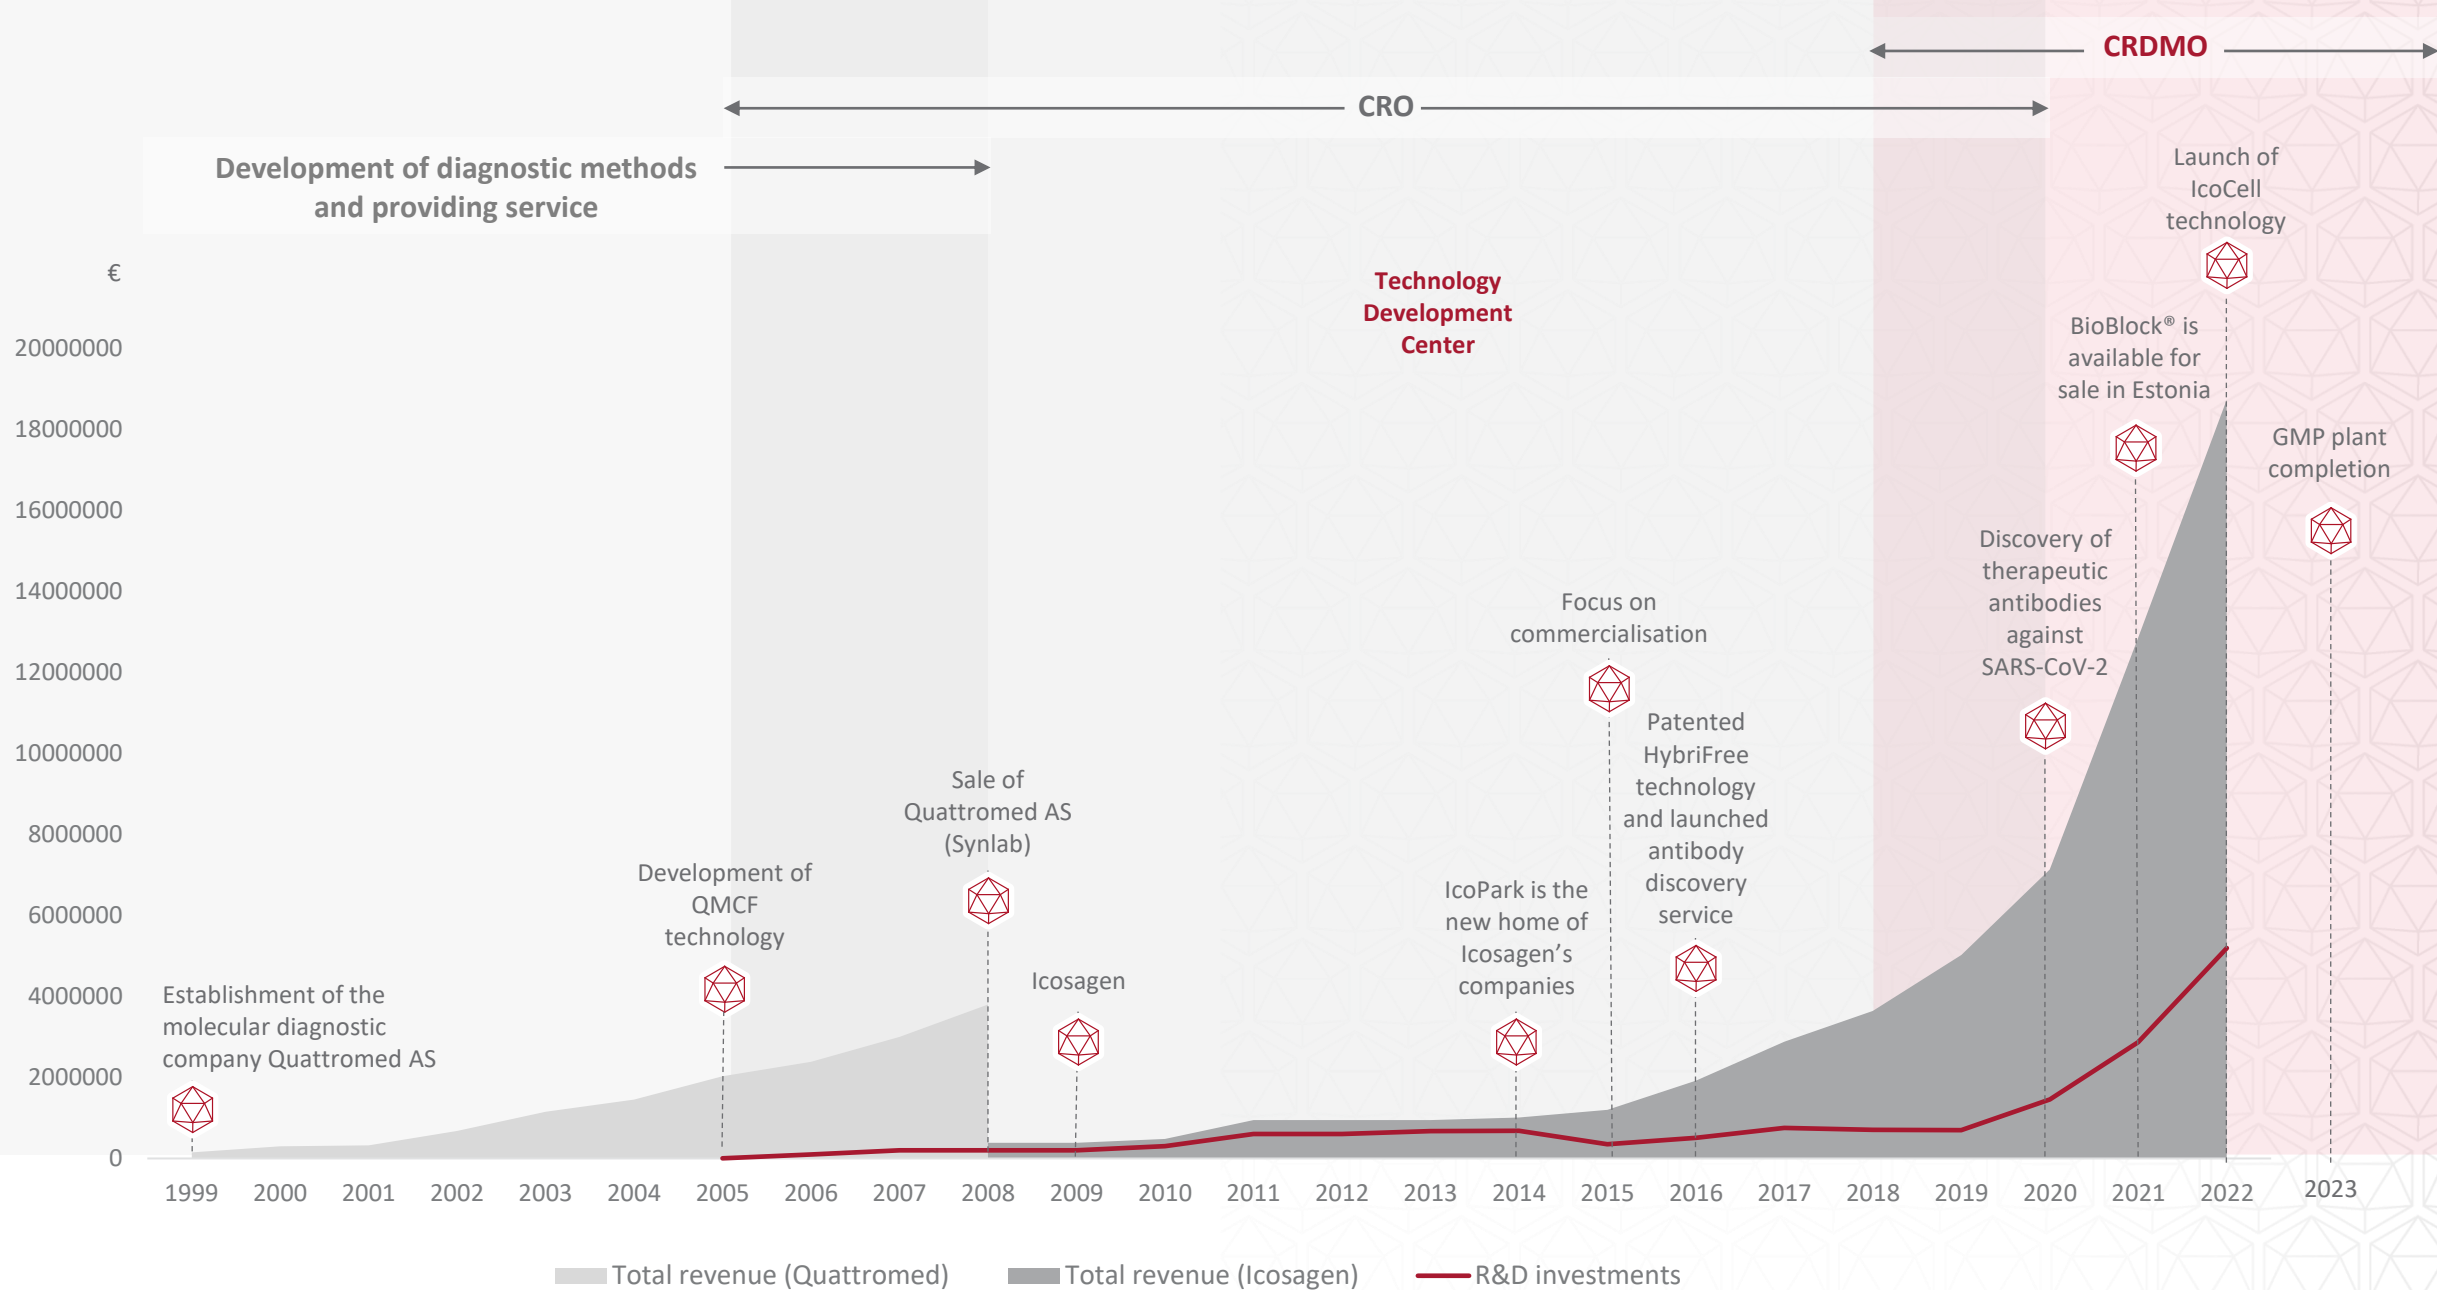 CRDMO
CRO
Development of diagnostic methods
and providing service
€
20000000
18000000
16000000
14000000
12000000
10000000
8000000
6000000
4000000
2000000
0
Establishment of the
molecular diagnostic
company Quattromed AS
Development of
QMCF
technology
Sale of
Quattromed AS
(Synlab)
Icosagen
Technology
Development
Center
IcoPark is the
new home of
Icosagen’s
companies
Focus on
commercialisation
Patented
HybriFree
technology
and launched
antibody
discovery
service
Discovery of
therapeutic
antibodies
against
SARS-CoV-2
BioBlock® is
available for
sale in Estonia
Launch of
IcoCell
technology
GMP plant
completion
1999 2000 2001 2002 2003 2004 2005 2006 2007 2008 2009 2010 2011 2012 2013 2014 2015 2016 2017 2018 2019 2020 2021 2022 2023
Total revenue (Quattromed) Total revenue (Icosagen) R&D investments